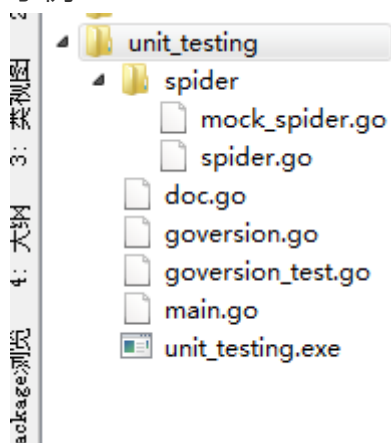 unit_testing
spider
mock_spider.go
spider.go
doc.go
goversion.go
goversion_test.go
main.go
unit_testing.exe
3: 类视图
4: 大纲
ackage浏览